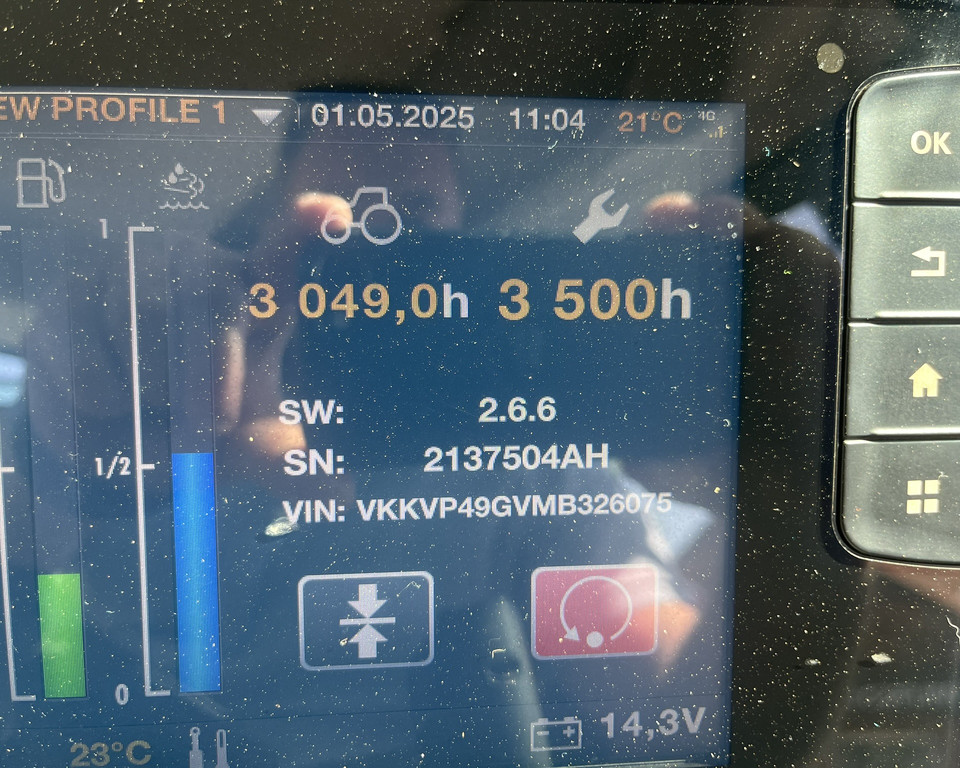 EW PROFILE 1 01.05.2025 11:04 21°C 4G
1
3 049,0h 3 500h
SW: 2.6.6
1/2
SN: 2137504AH
VIN: VKKVP49GVMB326075
0
23°C
14,3V
OK